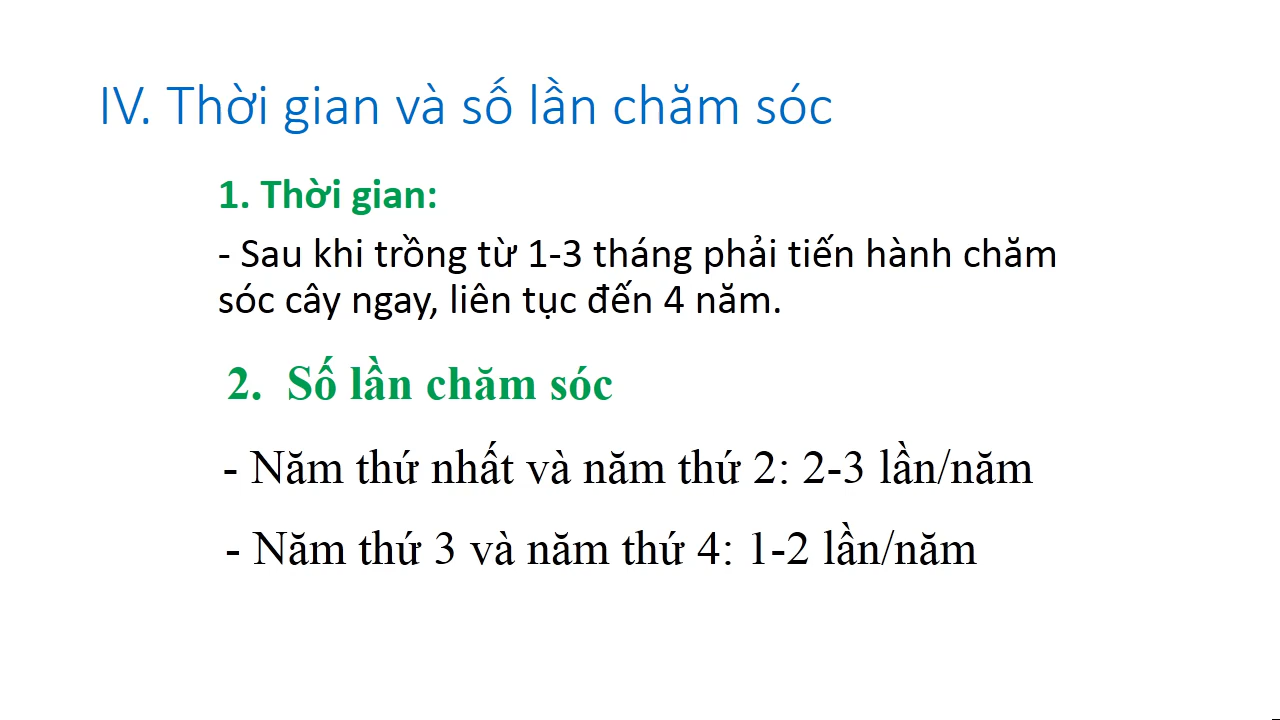 IV. Thời gian và số lần chăm sóc
1. Thời gian:
- Sau khi trồng từ 1-3 tháng phải tiến hành chăm
sóc cây ngay, liên tục đến 4 năm.
2. Số lần chăm sóc
- Năm thứ nhất và năm thứ 2: 2-3 lần/năm
- Năm thứ 3 và năm thứ 4: 1-2 lần/năm